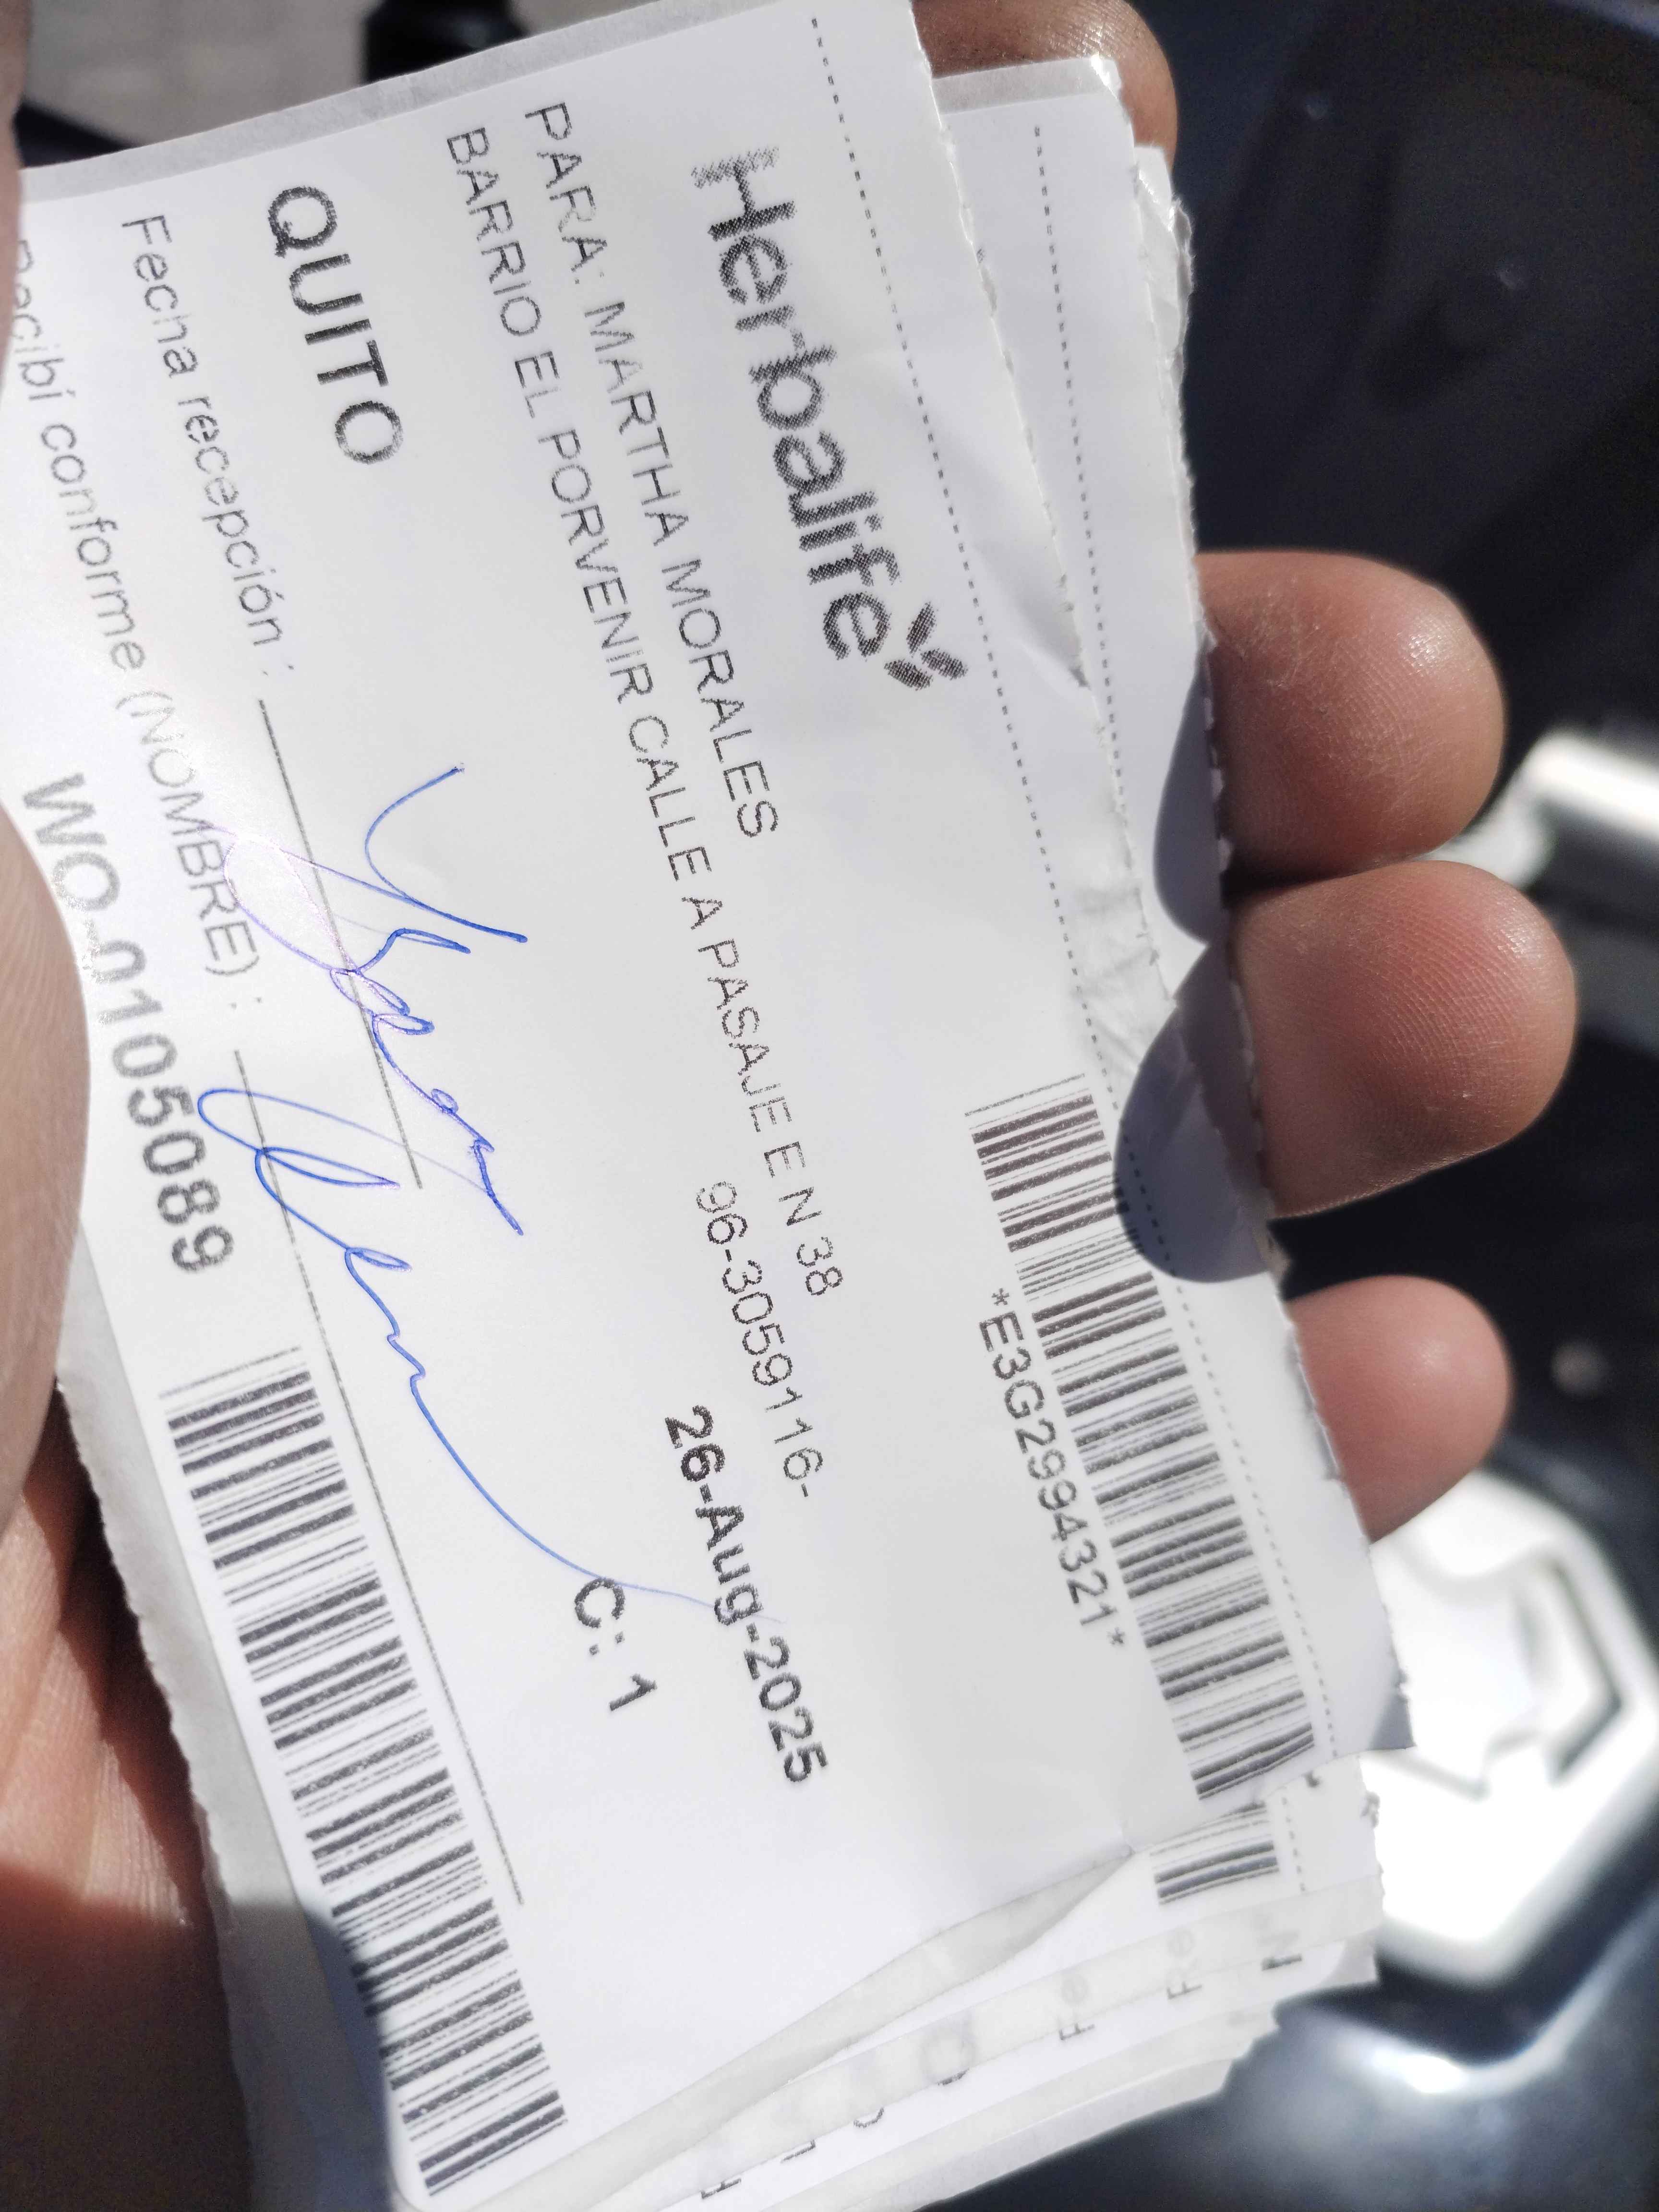 Herbalife
*E3G2994321*
PARA: MARTHA MORALES
BARRIO EL PORVENIR CALLE A PASAJE E N 38
96-3059116-
26-Aug-2025
QUITO
C: 1
Fecha recepción :
Recibí conforme (NOMBRE) :
WO-0105089